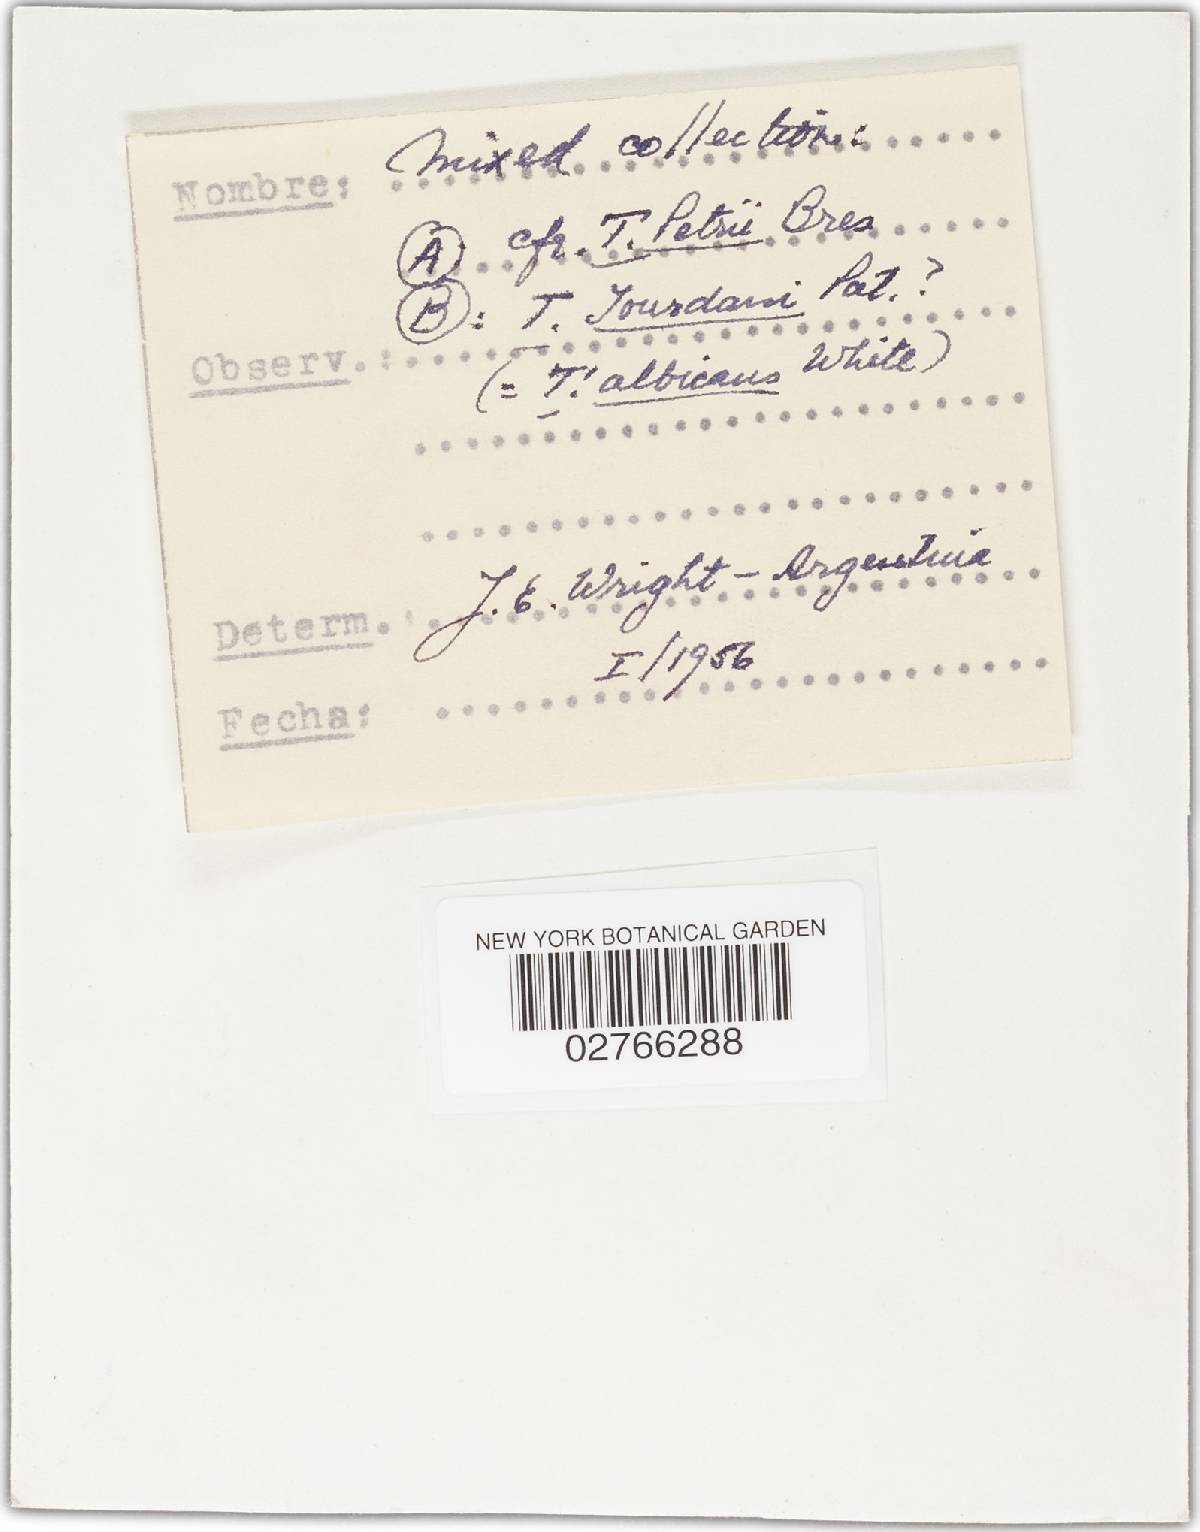 Nombre: Mixed collection:
(A): cfr. T. Petrii Bres
(B): T. Jourdani Pat.?
Observ.:
(= T. albicans White)
Determ. J. E. Wright - Argentina
I/1956
Fecha:
NEW YORK BOTANICAL GARDEN
02766288